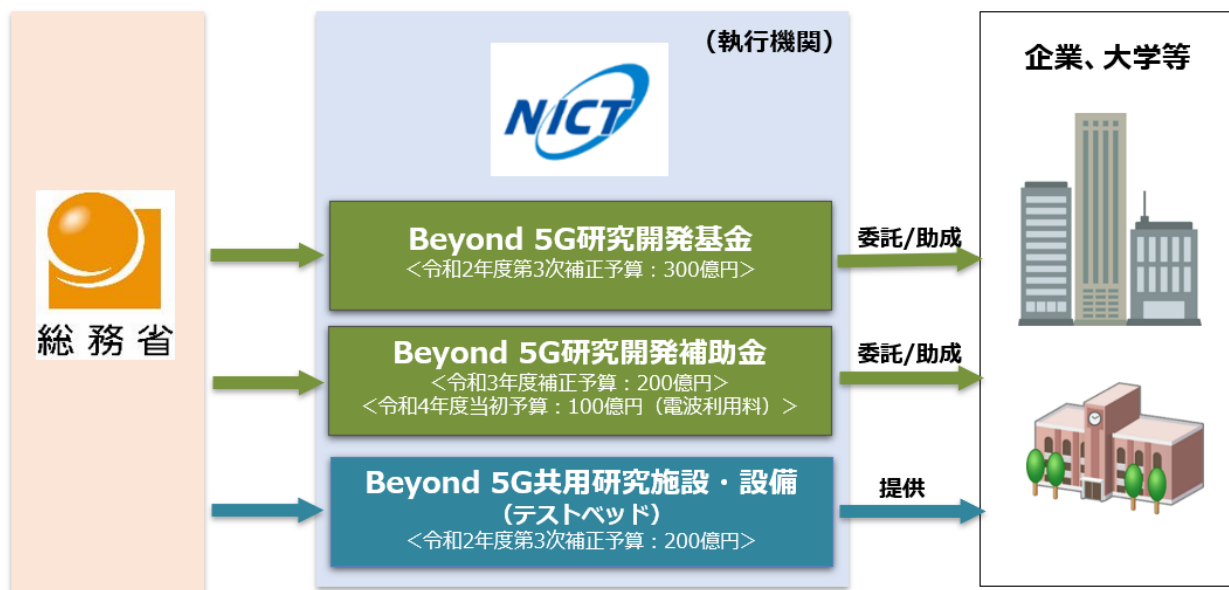 (執行機関)
企業、大学等
NICT
総務省
Beyond 5G研究開発基金
<令和2年度第3次補正予算:300億円>
委託/助成
Beyond 5G研究開発補助金
<令和3年度補正予算:200億円>
<令和4年度当初予算:100億円(電波利用料)>
委託/助成
Beyond 5G共用研究施設・設備
(テストベッド)
<令和2年度第3次補正予算:200億円>
提供